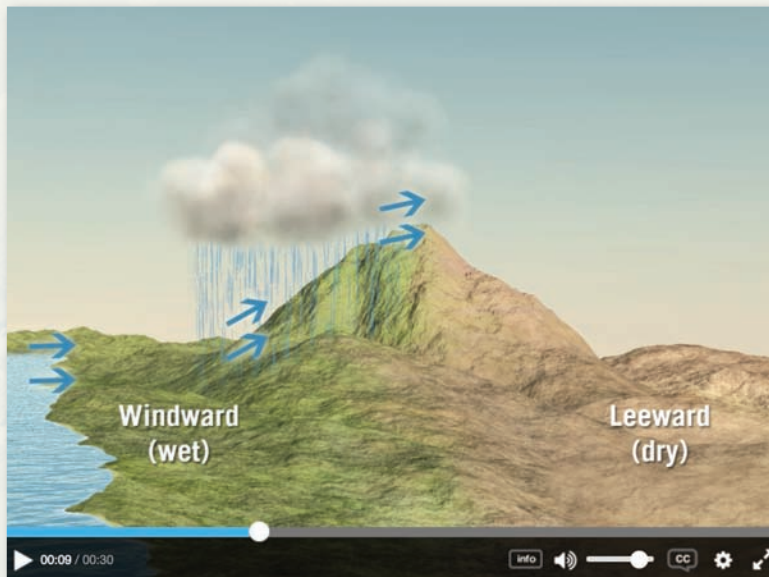 Windward
(wet)
Leeward
(dry)
00:09 / 00:30
info
CC